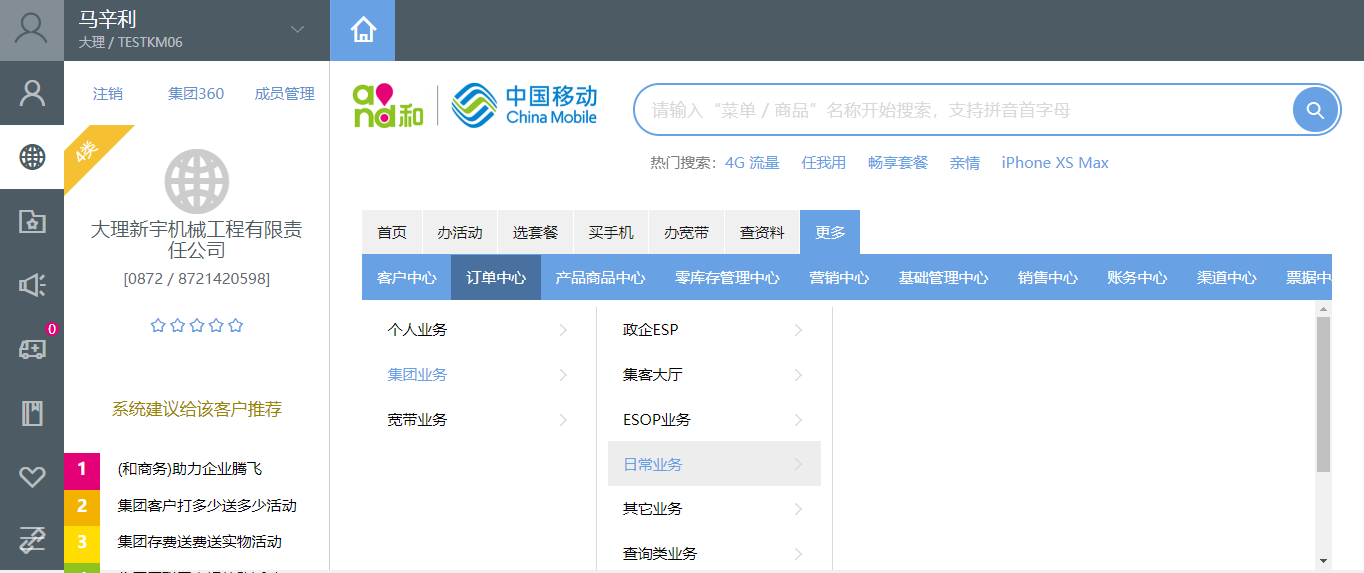 马辛利
大理 / TESTKM06
注销 集团360 成员管理
4类
大理新宇机械工程有限责
任公司
[0872 / 8721420598]
0
系统建议给该客户推荐
1 (和商务)助力企业腾飞
2 集团客户打多少送多少活动
3 集团存费送费送实物活动
and和
中国移动
China Mobile
请输入“菜单 / 商品”名称开始搜索，支持拼音首字母
热门搜索： 4G 流量 任我用 畅享套餐 亲情 iPhone XS Max
首页 办活动 选套餐 买手机 办宽带 查资料 更多
客户中心 订单中心 产品商品中心 零库存管理中心 营销中心 基础管理中心 销售中心 账务中心 渠道中心 票据中
个人业务
集团业务
宽带业务
政企ESP
集客大厅
ESOP业务
日常业务
其它业务
查询类业务